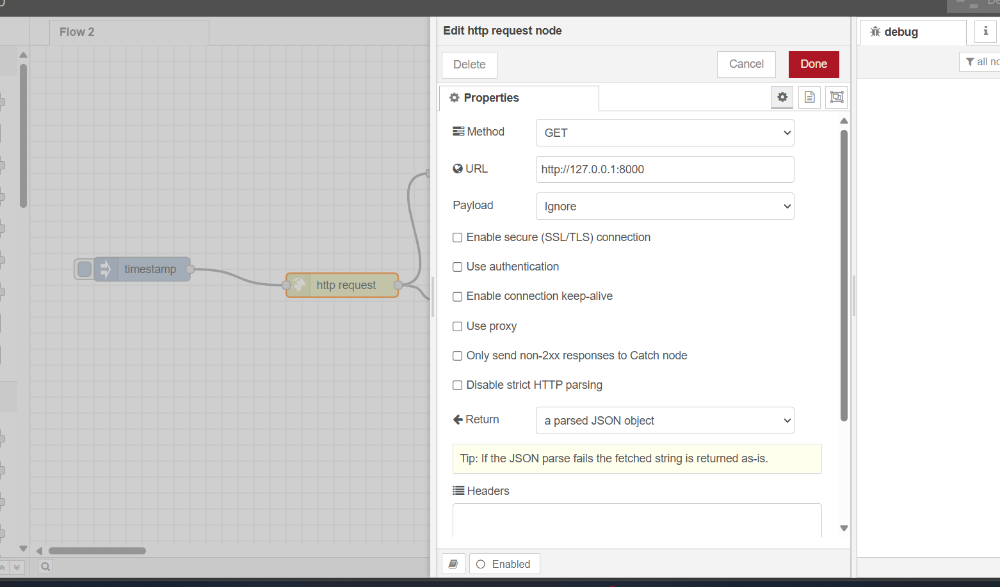 Flow 2
timestamp
http request
Edit http request node
Delete
Cancel
Done
Properties
Method
GET
URL
http://127.0.0.1:8000
Payload
Ignore
Enable secure (SSL/TLS) connection
Use authentication
Enable connection keep-alive
Use proxy
Only send non-2xx responses to Catch node
Disable strict HTTP parsing
Return
a parsed JSON object
Tip: If the JSON parse fails the fetched string is returned as-is.
Headers
Enabled
debug
i
all